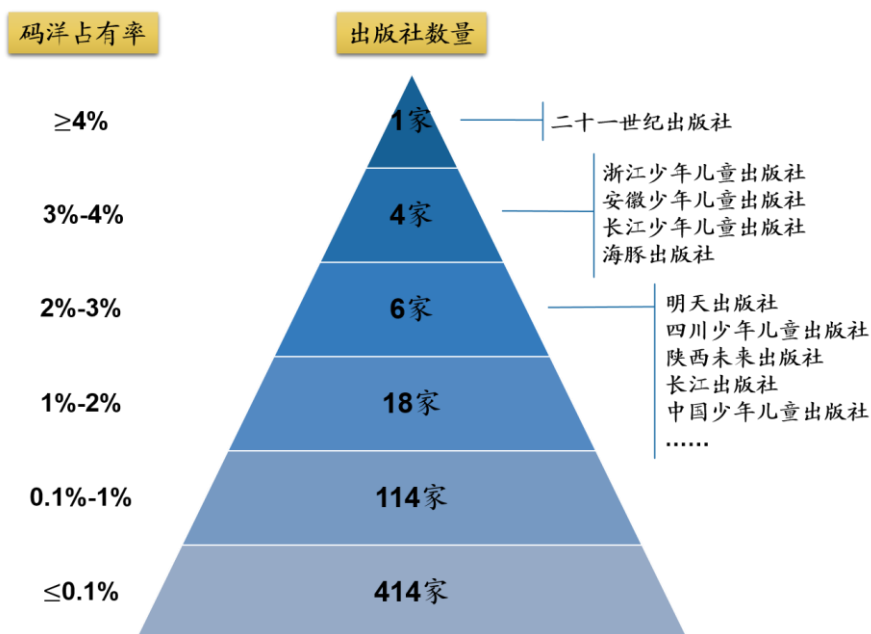 码洋占有率
出版社数量
≥4%
1家
二十一世纪出版社
3%-4%
4家
浙江少年儿童出版社
安徽少年儿童出版社
长江少年儿童出版社
海豚出版社
2%-3%
6家
明天出版社
四川少年儿童出版社
陕西未来出版社
长江出版社
中国少年儿童出版社
......
1%-2%
18家
0.1%-1%
114家
≤0.1%
414家